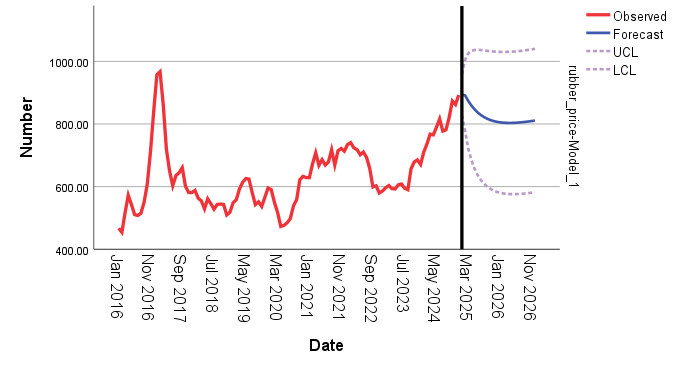 Observed
Forecast
UCL
LCL
rubber_price-Model_1
Number
1000.00
800.00
600.00
400.00
Jan 2016
Nov 2016
Sep 2017
Jul 2018
May 2019
Mar 2020
Jan 2021
Nov 2021
Sep 2022
Jul 2023
May 2024
Mar 2025
Jan 2026
Nov 2026
Date